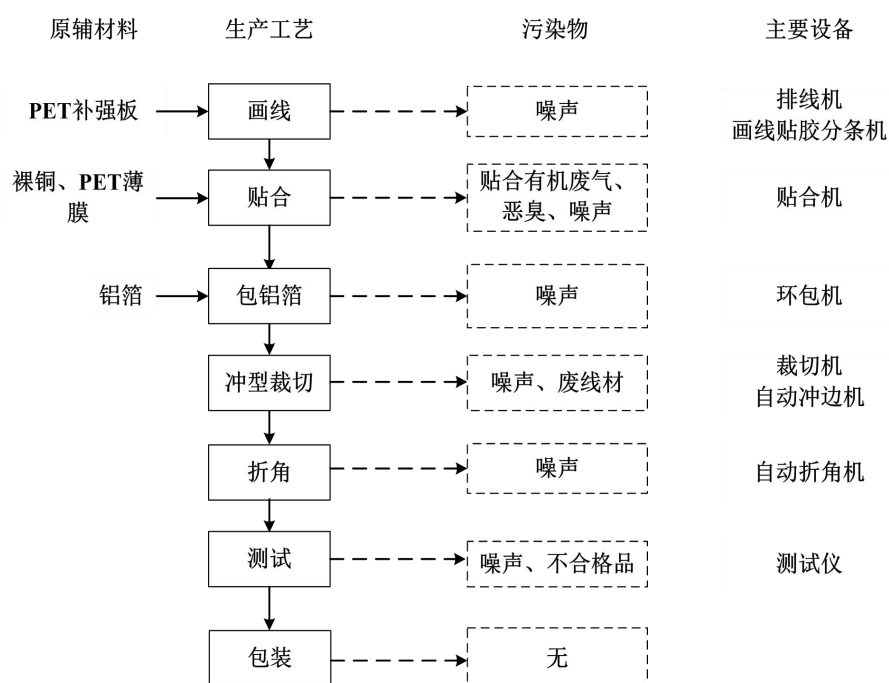 原辅材料 生产工艺 污染物 主要设备
PET补强板 画线 噪声 排线机
画线贴胶分条机
裸铜、PET薄
膜
贴合
贴合有机废气、
恶臭、噪声
贴合机
铝箔 包铝箔 噪声 环包机
冲型裁切 噪声、废线材 裁切机
自动冲边机
折角 噪声 自动折角机
测试 噪声、不合格品 测试仪
包装 无